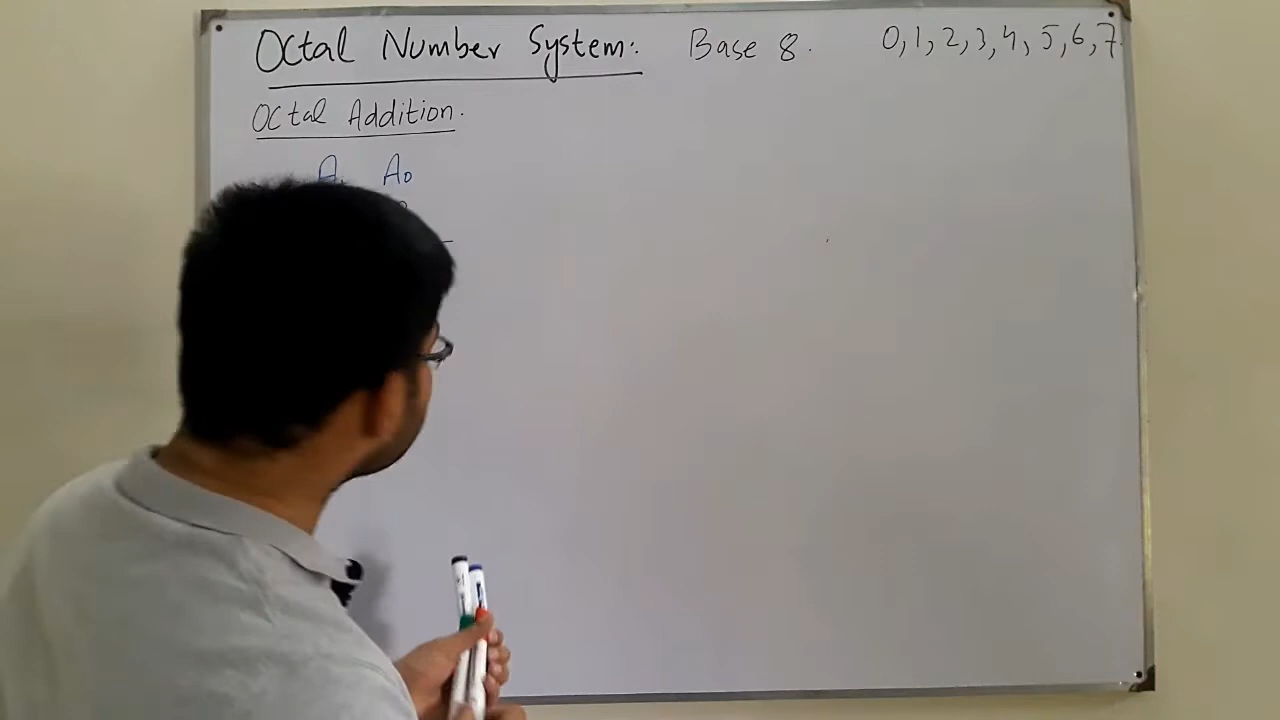 Octal Number System:. Base 8. 0,1,2,3,4,5,6,7.
Octal Addition.
A₀